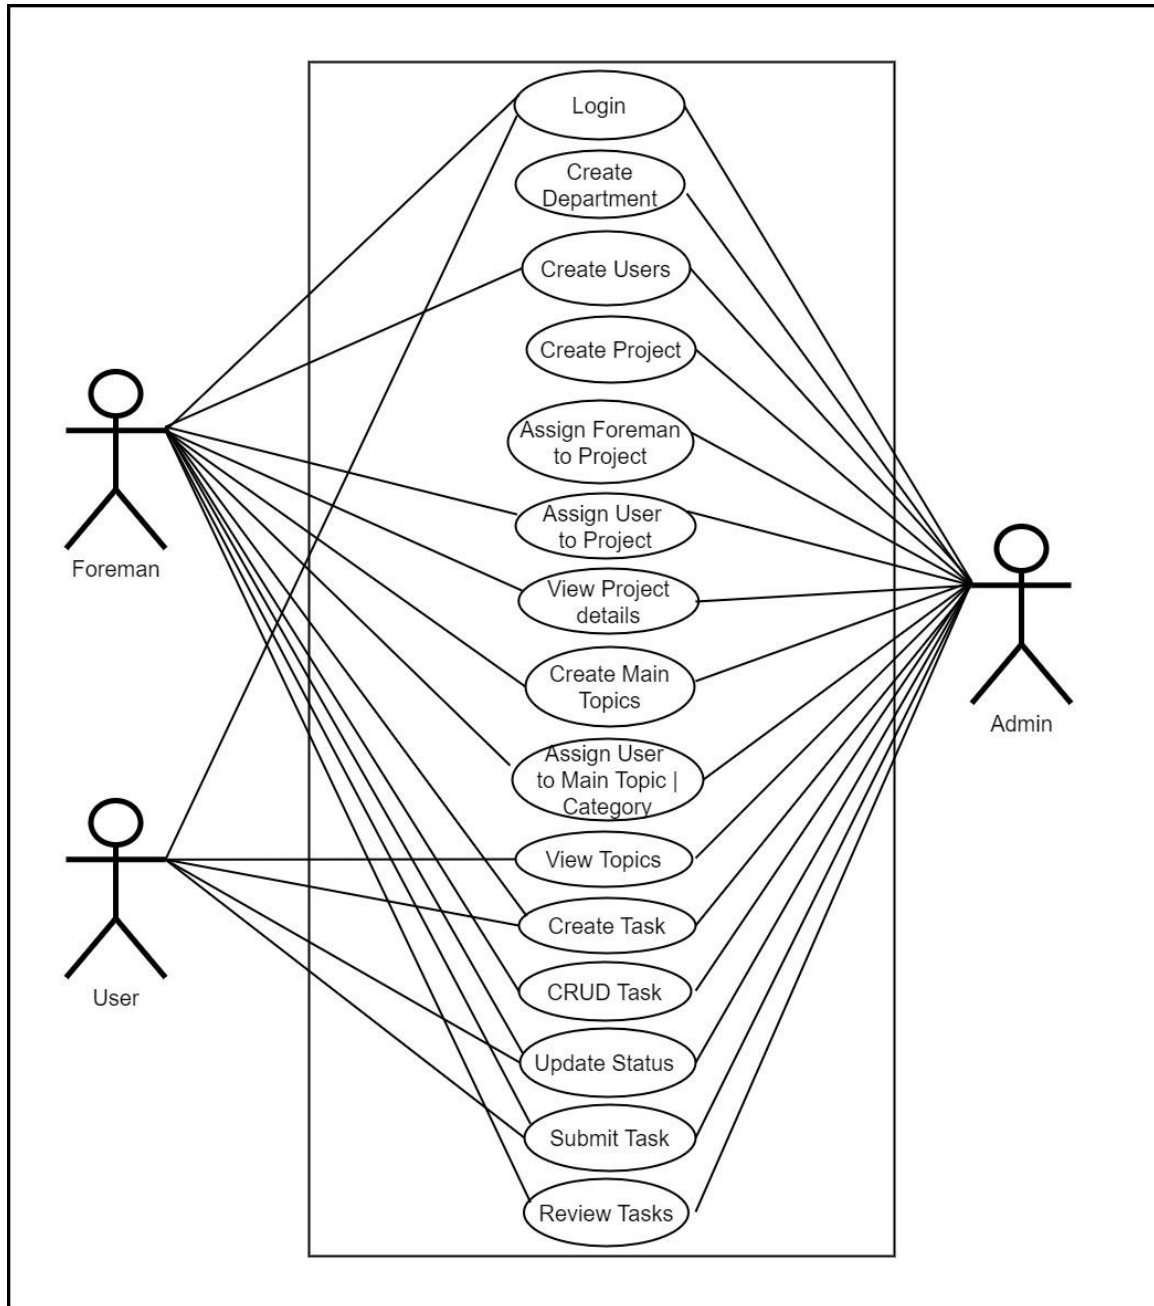 Login
Create
Department
Create Users
Create Project
Assign Foreman
to Project
Assign User
to Project
View Project
details
Create Main
Topics
Assign User
to Main Topic |
Category
View Topics
Create Task
CRUD Task
Update Status
Submit Task
Review Tasks
Foreman
User
Admin